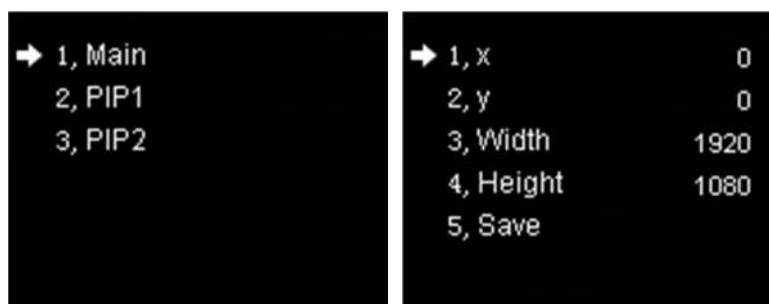 1, Main
2, PIP1
3, PIP2
1, x 0
2, y 0
3, Width 1920
4, Height 1080
5, Save